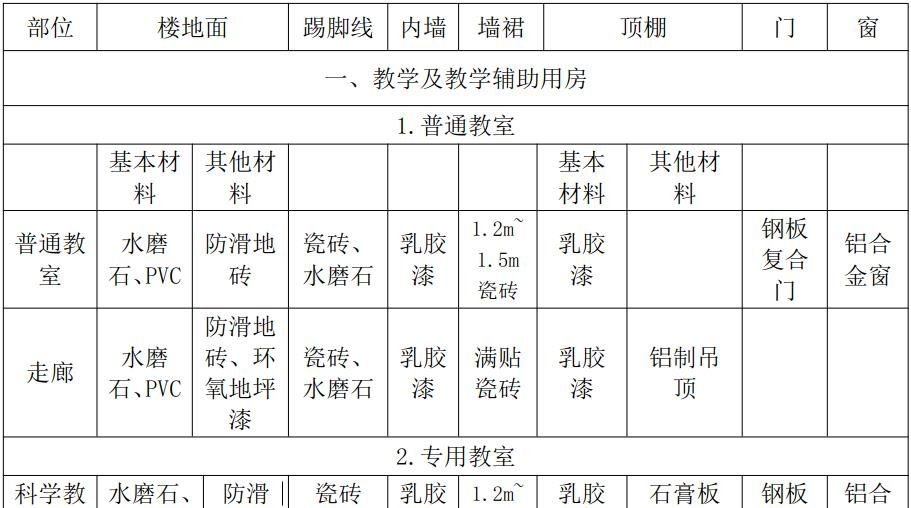 部位 楼地面 踢脚线 内墙 墙裙 顶棚 门 窗
一、教学及教学辅助用房
1.普通教室
基本材 其他材 基本 其他材
料 料 材料 料
普通教 水磨 防滑地 瓷砖、 乳胶 1.2m~ 乳胶 钢板 铝合
室 石、PVC 砖 水磨石 漆 1.5m 漆 复合 金窗
瓷砖 门
走廊 水磨 防滑地 瓷砖、 乳胶 满贴 乳胶 铝制吊
石、PVC 砖、环 水磨石 漆 瓷砖 漆 顶
氧地坪
漆
2.专用教室
科学教 水磨石、 防滑 瓷砖 乳胶 1.2m~ 乳胶 石膏板 钢板 铝合